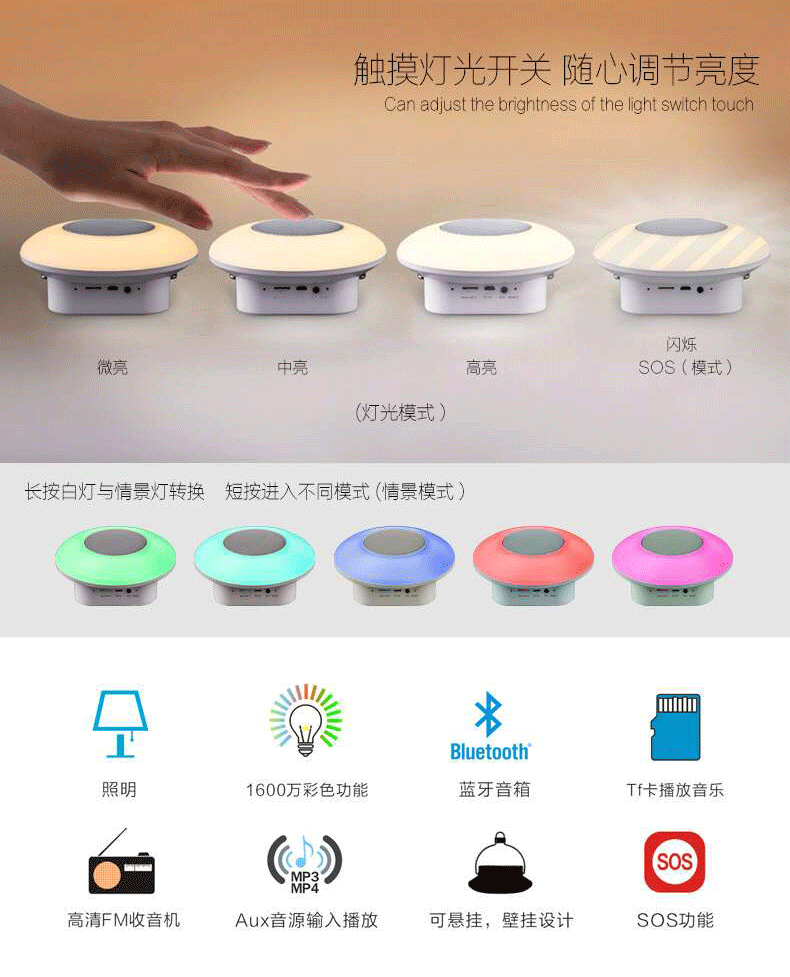 触摸灯光开关 随心调节亮度
Can adjust the brightness of the light switch touch
微亮
中亮
高亮
闪烁
SOS（模式）
(灯光模式）
长按白灯与情景灯转换 短按进入不同模式(情景模式）
Bluetooth
照明
1600万彩色功能
蓝牙音箱
Tf卡播放音乐
MP3
MP4
SOS
高清FM收音机
Aux音源输入播放
可悬挂，壁挂设计
SOS功能